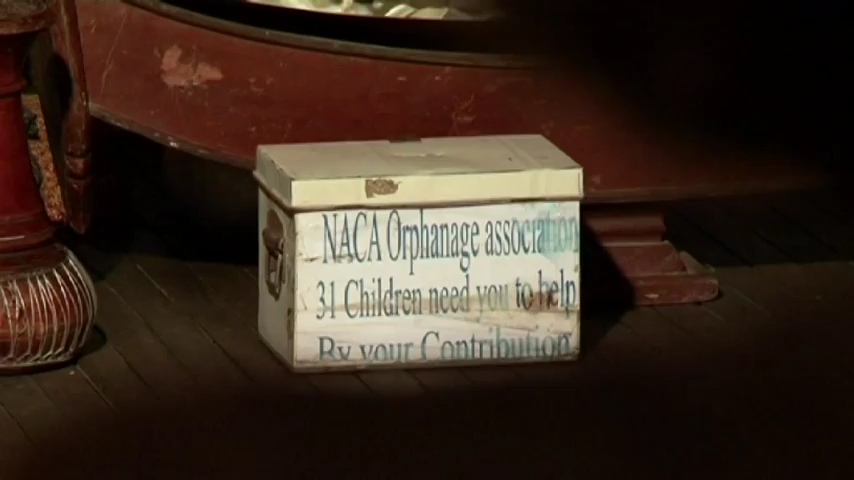 NACA Orphanage association
31 Children need you to help
By your Contribution